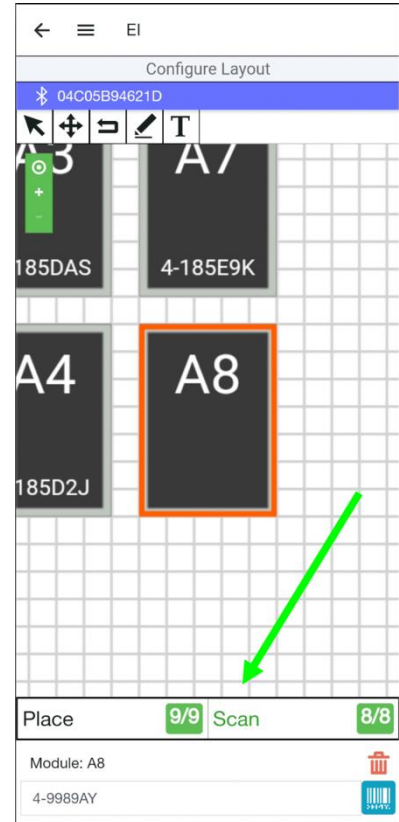 EI
Configure Layout
04C05B94621D
T
A3 A7
185DAS 4-185E9K
A4 A8
185D2J
Place 9/9 Scan 8/8
Module: A8
4-9989AY